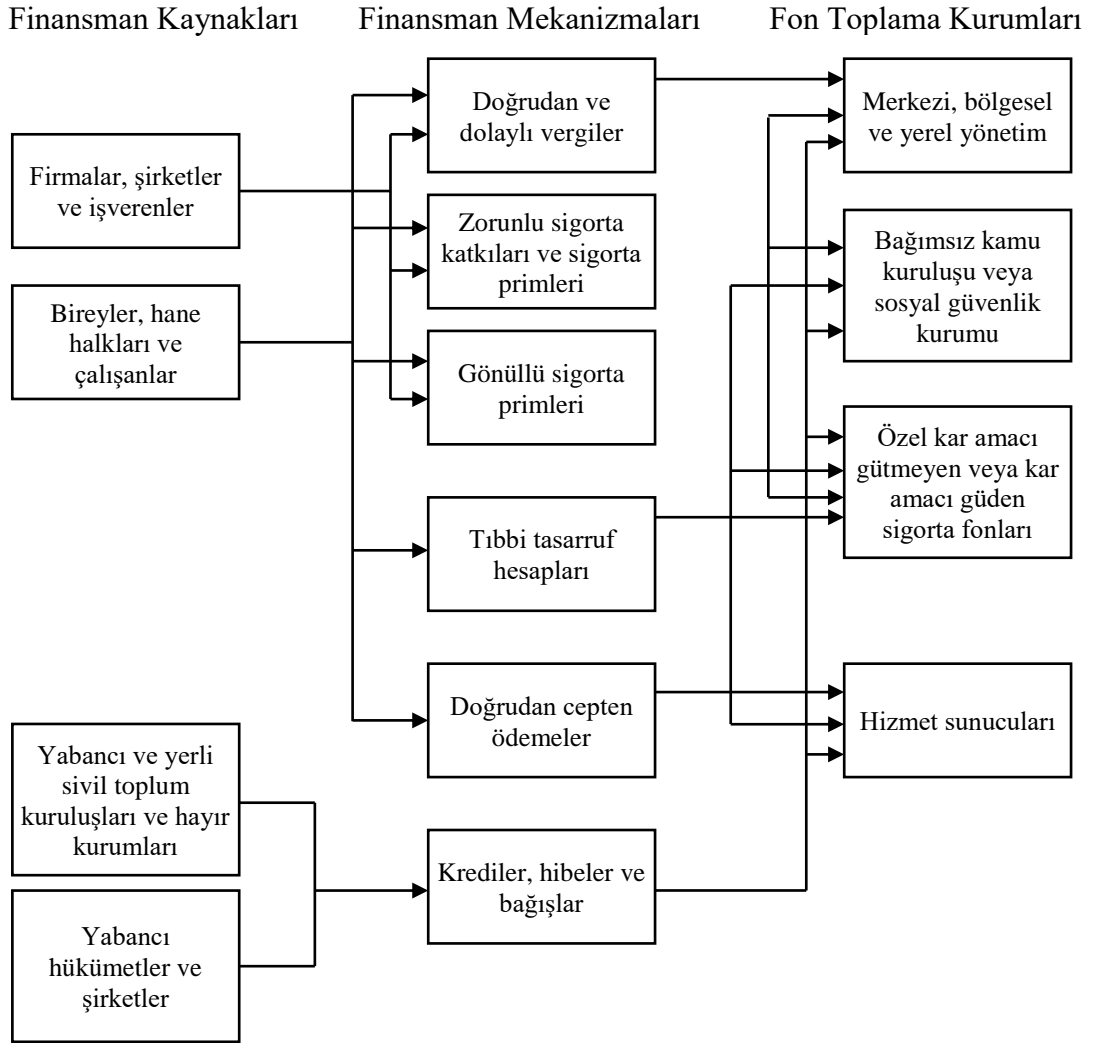 Finansman Kaynakları
Finansman Mekanizmaları
Fon Toplama Kurumları
Firmalar, şirketler
ve işverenler
Bireyler, hane
halkları ve
çalışanlar
Yabancı ve yerli
sivil toplum
kuruluşları ve hayır
kurumları
Yabancı
hükümetler ve
şirketler
Doğrudan ve
dolaylı vergiler
Zorunlu sigorta
katkıları ve sigorta
primleri
Gönüllü sigorta
primleri
Tıbbi tasarruf
hesapları
Doğrudan cepten
ödemeler
Krediler, hibeler ve
bağışlar
Merkezi, bölgesel
ve yerel yönetim
Bağımsız kamu
kuruluşu veya
sosyal güvenlik
kurumu
Özel kar amacı
gütmeyen veya kar
amacı güden
sigorta fonları
Hizmet sunucuları